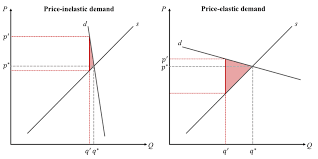 Price-inelastic demand
P
d
s
p'
p*
q' q*
Q
Price-elastic demand
P
d
s
p'
p*
q'
q*
Q